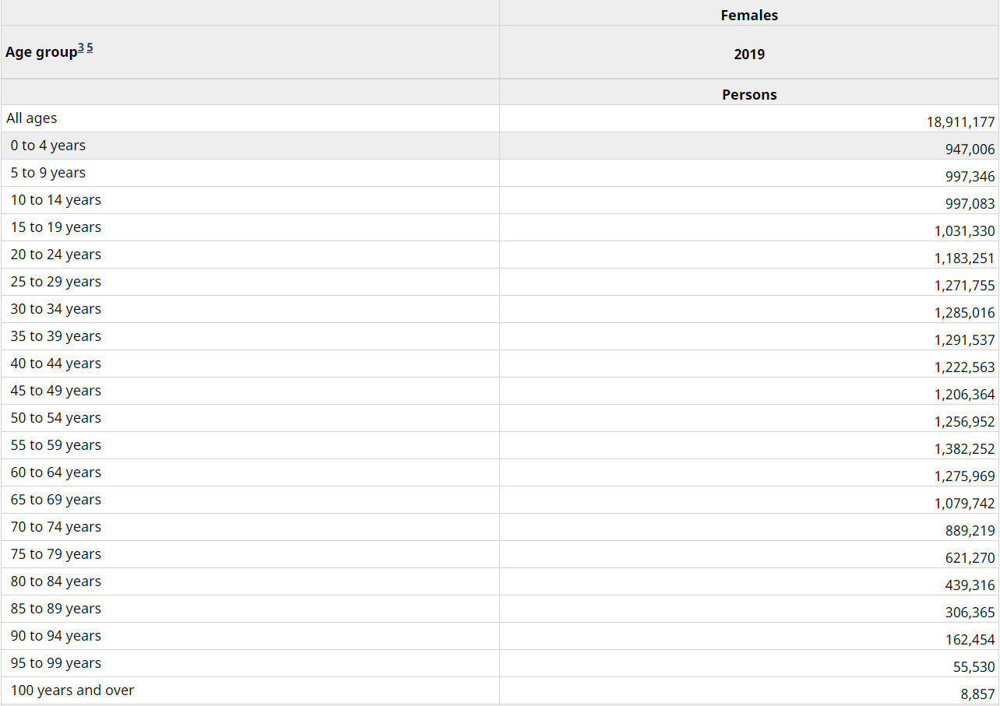 Females
Age group3 5 2019
Persons
All ages 18,911,177
0 to 4 years 947,006
5 to 9 years 997,346
10 to 14 years 997,083
15 to 19 years 1,031,330
20 to 24 years 1,183,251
25 to 29 years 1,271,755
30 to 34 years 1,285,016
35 to 39 years 1,291,537
40 to 44 years 1,222,563
45 to 49 years 1,206,364
50 to 54 years 1,256,952
55 to 59 years 1,382,252
60 to 64 years 1,275,969
65 to 69 years 1,079,742
70 to 74 years 889,219
75 to 79 years 621,270
80 to 84 years 439,316
85 to 89 years 306,365
90 to 94 years 162,454
95 to 99 years 55,530
100 years and over 8,857